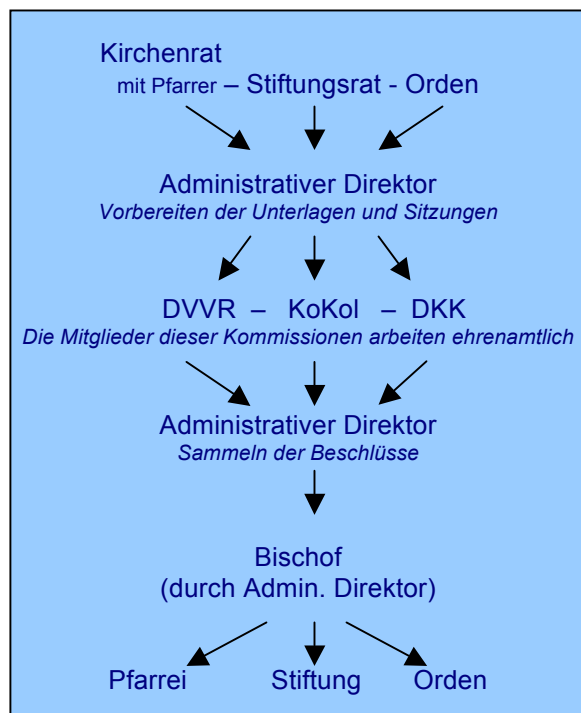 Kirchenrat
mit Pfarrer – Stiftungsrat - Orden
Administrativer Direktor
Vorbereiten der Unterlagen und Sitzungen
DVVR – KoKol – DKK
Die Mitglieder dieser Kommissionen arbeiten ehrenamtlich
Administrativer Direktor
Sammeln der Beschlüsse
Bischof
(durch Admin. Direktor)
Pfarrei Stiftung Orden